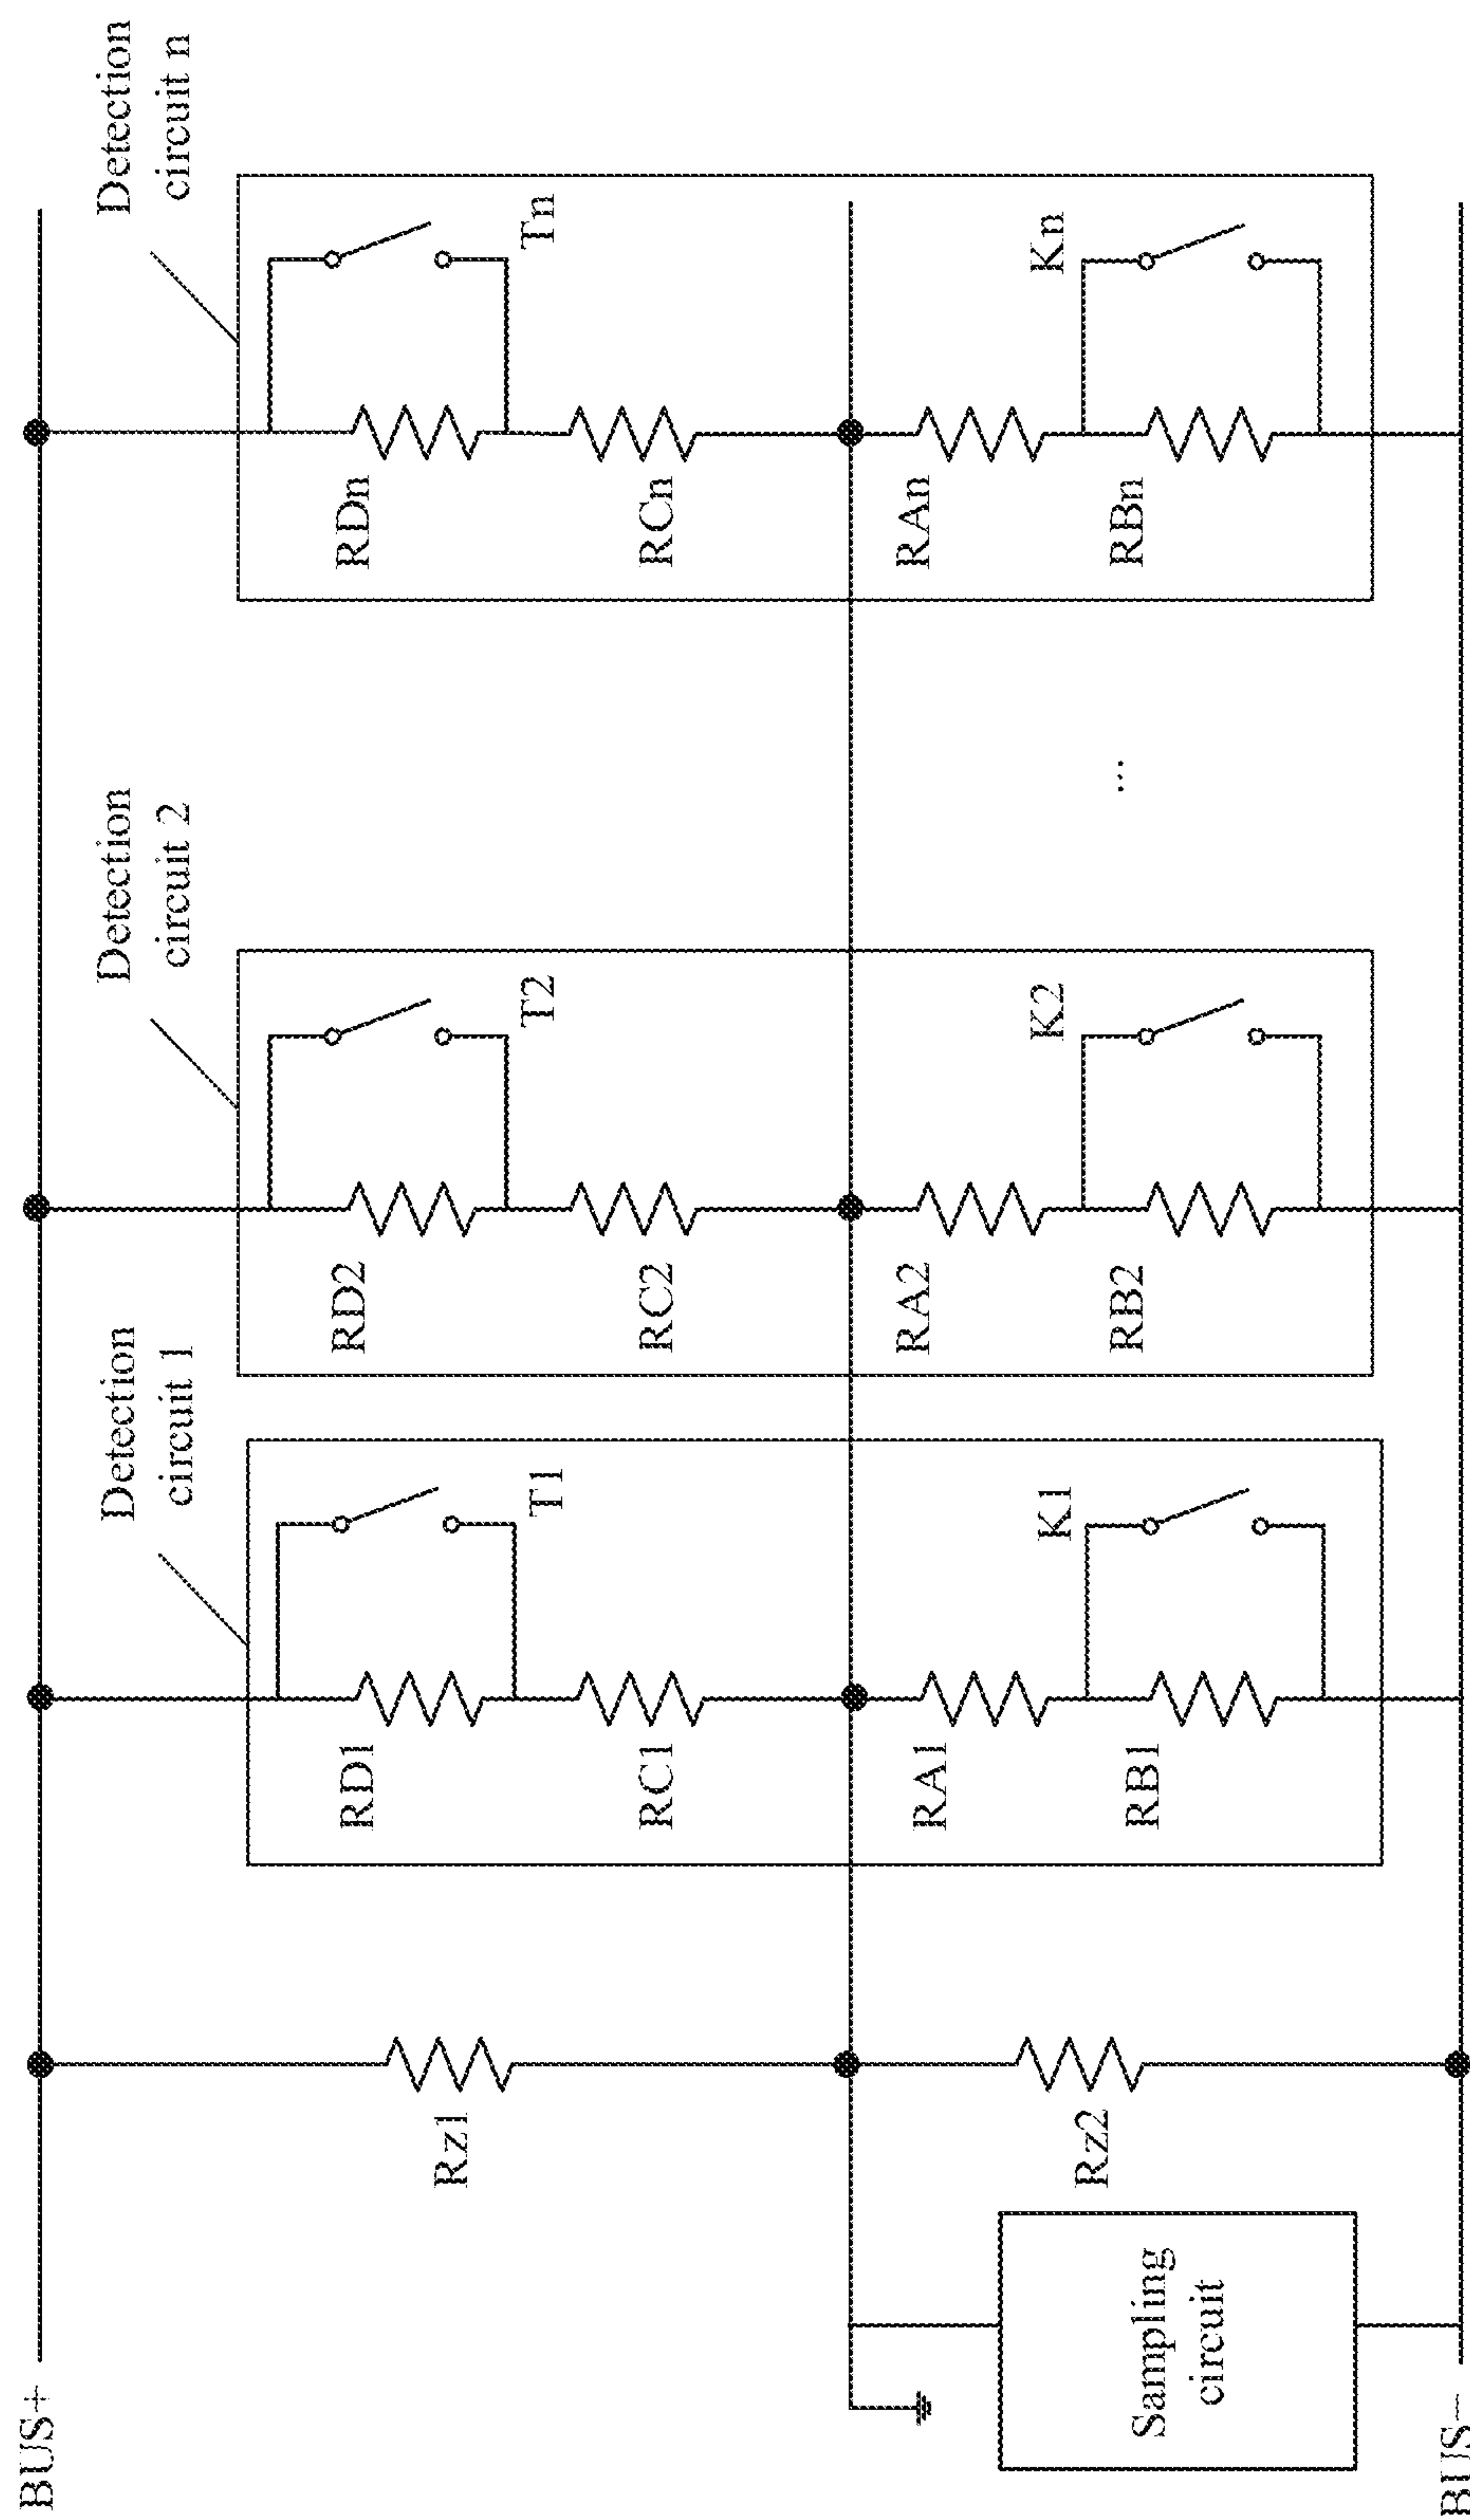 BUS+
Detection
circuit 1
Detection
circuit 2
Detection
circuit n
RD1
T1
RD2
T2
RDn
Tn
Rz1
RC1
RC2
RCn
RA1
K1
RA2
K2
RAn
Kn
Rz2
RB1
RB2
...
RBn
Sampling
circuit
BUS−